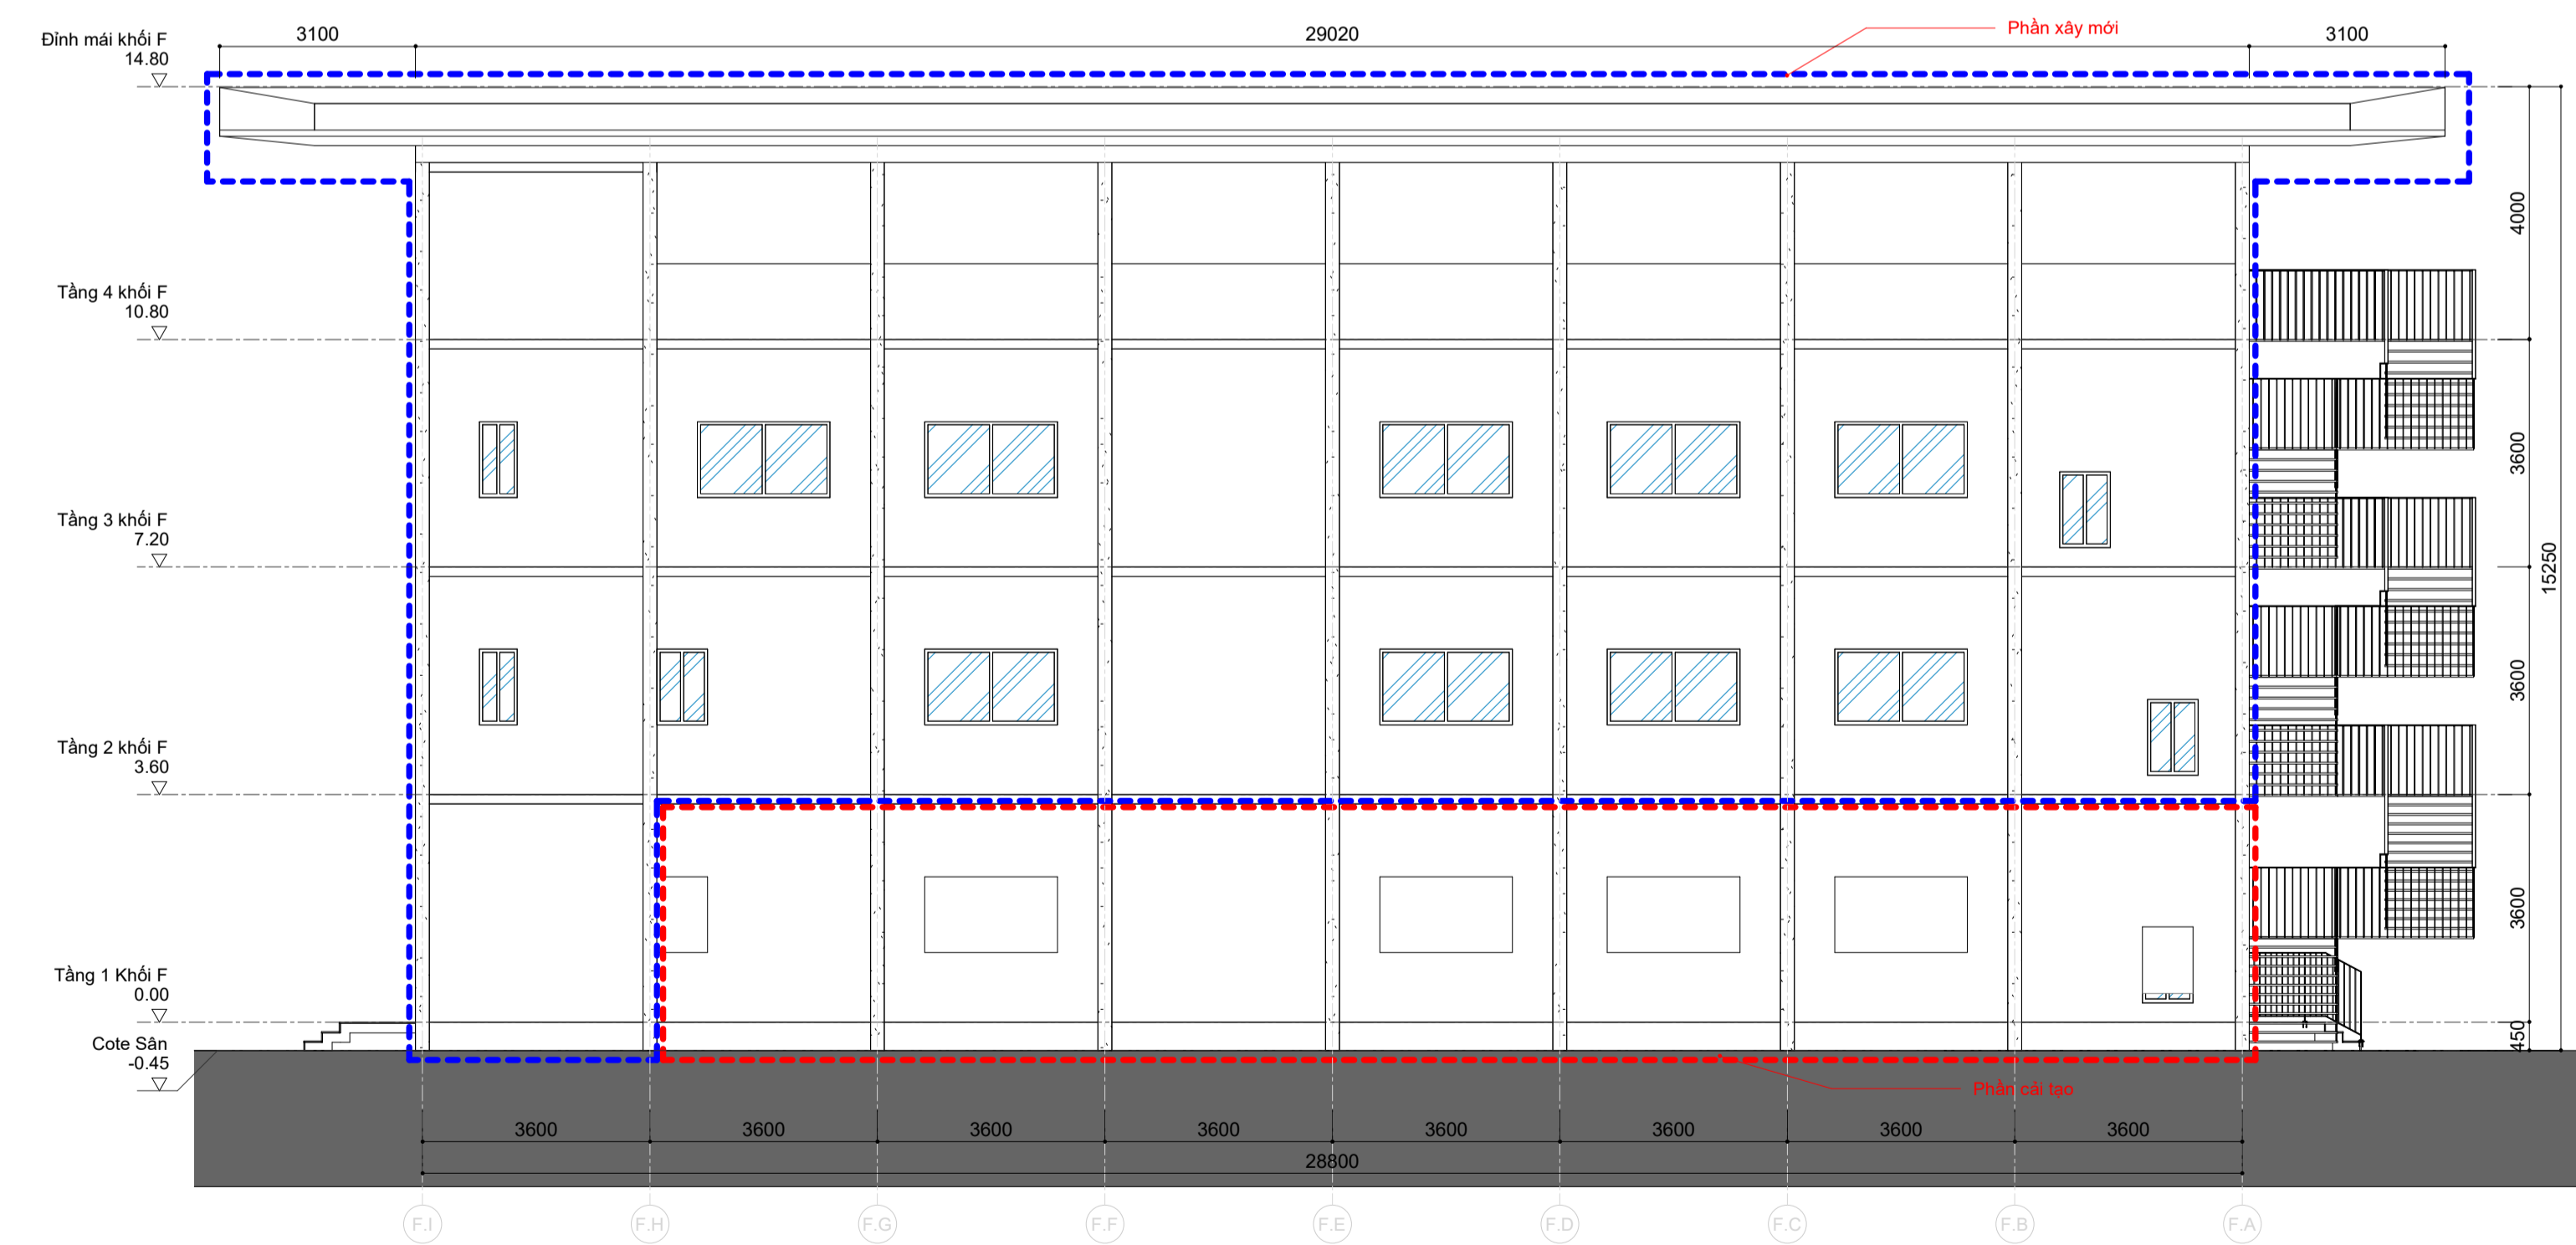 3100
29020
Phần xây mới
3100
Đỉnh mái khối F
14.80
4000
Tầng 4 khối F
10.80
3600
Tầng 3 khối F
7.20
15250
3600
Tầng 2 khối F
3.60
3600
Tầng 1 Khối F
0.00
450
Cote Sân
-0.45
Phần cải tạo
3600
3600
3600
3600
3600
3600
3600
3600
28800
F.I
F.H
F.G
F.F
F.E
F.D
F.C
F.B
F.A